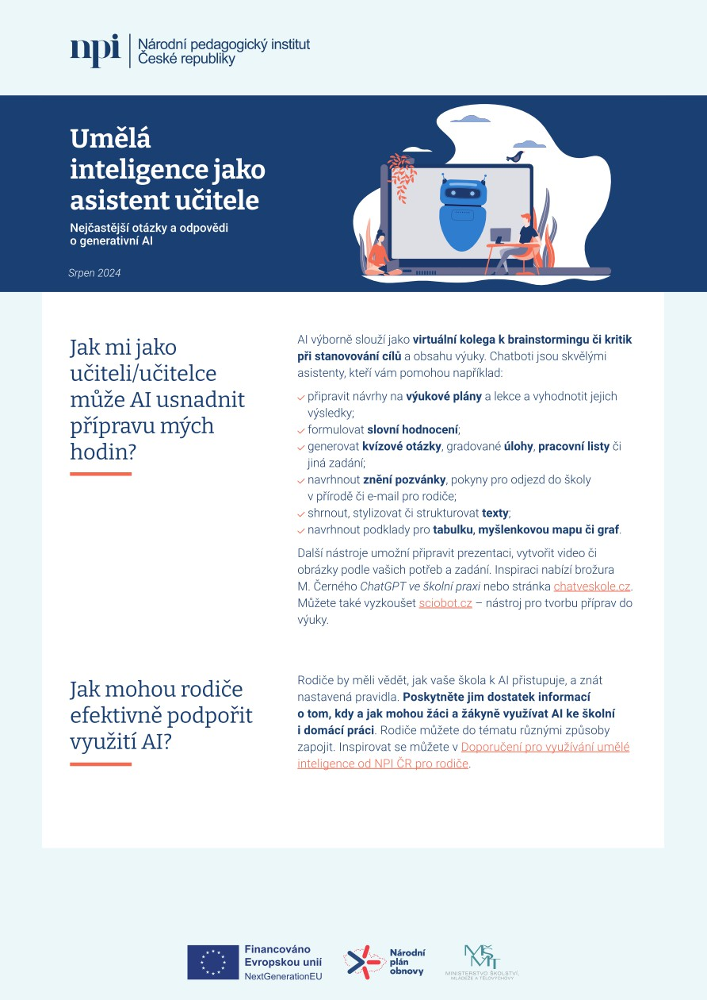 npi
Národní pedagogický institut
České republiky
Umělá
inteligence jako
asistent učitele
Nejčastější otázky a odpovědi
o generativní AI
Srpen 2024
Jak mi jako
učiteli/učitelce
může AI usnadnit
přípravu mých
hodin?
AI výborně slouží jako virtuální kolega k brainstormingu či kritik
při stanovování cílů a obsahu výuky. Chatboti jsou skvělými
asistenty, kteří vám pomohou například:
připravit návrhy na výukové plány a lekce a vyhodnotit jejich
výsledky;
formulovat slovní hodnocení;
generovat kvízové otázky, gradované úlohy, pracovní listy či
jiná zadání;
navrhnout znění pozvánky, pokyny pro odjezd do školy
v přírodě či e-mail pro rodiče;
shrnout, stylizovat či strukturovat texty;
navrhnout podklady pro tabulku, myšlenkovou mapu či graf.
Další nástroje umožní připravit prezentaci, vytvořit video či
obrázky podle vašich potřeb a zadání. Inspiraci nabízí brožura
M. Černého ChatGPT ve školní praxi nebo stránka chatveskole.cz.
Můžete také vyzkoušet sciobot.cz – nástroj pro tvorbu příprav do
výuky.
Jak mohou rodiče
efektivně podpořit
využití AI?
Rodiče by měli vědět, jak vaše škola k AI přistupuje, a znát
nastavená pravidla. Poskytněte jim dostatek informací
o tom, kdy a jak mohou žáci a žákyně využívat AI ke školní
i domácí práci. Rodiče můžete do tématu různými způsoby
zapojit. Inspirovat se můžete v Doporučení pro využívání umělé
inteligence od NPI ČR pro rodiče.
Financováno
Evropskou unií
NextGenerationEU
Národní
plán
obnovy
MŠMT
MINISTERSTVO ŠKOLSTVÍ,
MLÁDEŽE A TĚLOVÝCHOVY